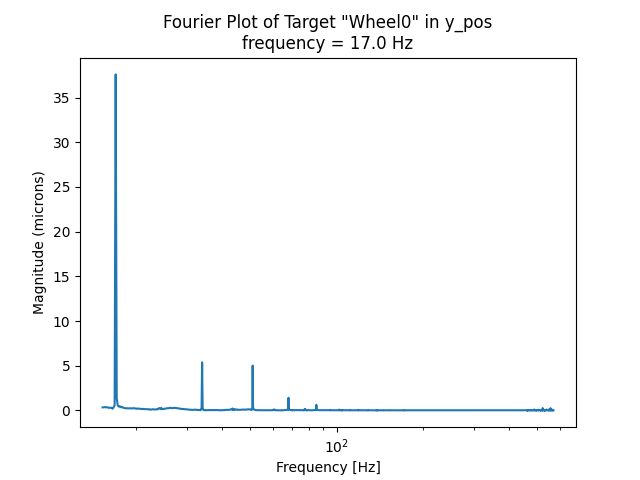 Fourier Plot of Target "Wheel0" in y_pos
frequency = 17.0 Hz
35
30
25
20
15
10
5
0
Magnitude (microns)
10²
Frequency [Hz]